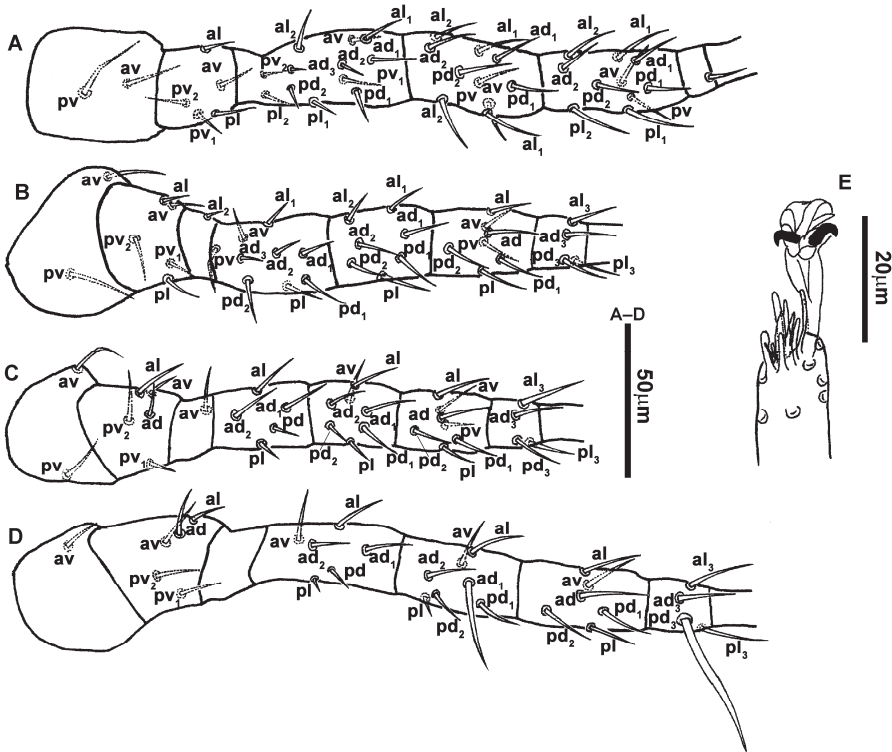 A
pv av al av pv2 pv1 pl al2 pv2 ad3 pd2 pl2 pl1 av al1 ad2 ad1 pv1 pd1 al2 ad2 pd2 pv al2 al1 ad1 av pd1 al1 al2 ad2 pd2 pl2 al1 av ad1 pd1 pv pl1
B
av pv al av pv2 pv1 pl al2 al1 av ad3 pv ad2 ad1 pd2 pl pd1 al2 al1 ad1 ad2 pd2 pd1 pl al av pv ad pd2 pd1 pl al3 ad3 pd3 pl3
C
av pv al av pv2 ad pv1 av al ad1 ad2 pd pl av al ad2 ad1 pd2 pl pd1 al av ad pv pd2 pl pd1 al3 ad3 pd3 pl3
D
av al ad av pv2 pv1 av al ad2 ad1 pd pl av al ad2 ad1 pl pd2 pd1 al av ad pd1 pd2 pl al3 ad3 pd3 pl3
E
A–D
50µm
20µm